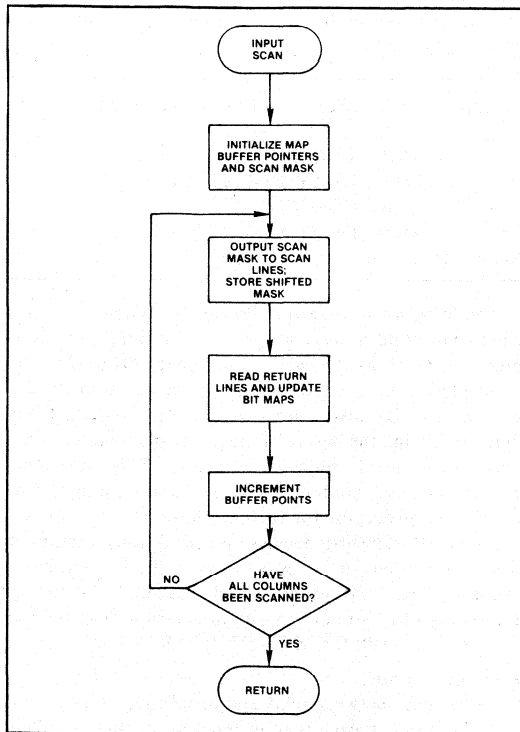 INPUT
SCAN
INITIALIZE MAP
BUFFER POINTERS
AND SCAN MASK
OUTPUT SCAN
MASK TO SCAN
LINES;
STORE SHIFTED
MASK
READ RETURN
LINES AND UPDATE
BIT MAPS
INCREMENT
BUFFER POINTS
HAVE
ALL COLUMNS
BEEN SCANNED?
NO
YES
RETURN